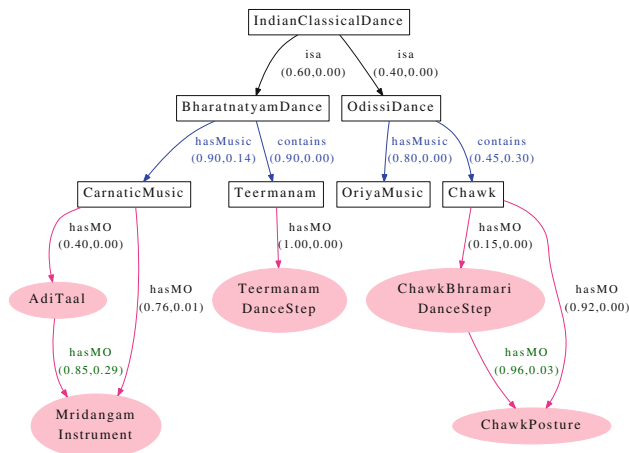 IndianClassicalDance
isa
(0.60,0.00)
isa
(0.40,0.00)
BharatnatyamDance
OdissiDance
hasMusic
(0.90,0.14)
contains
(0.90,0.00)
hasMusic
(0.80,0.00)
contains
(0.45,0.30)
CarnaticMusic
Teermanam
OriyaMusic
Chawk
hasMO
(0.40,0.00)
hasMO
(0.76,0.01)
hasMO
(1.00,0.00)
hasMO
(0.15,0.00)
hasMO
(0.92,0.00)
AdiTaal
Teermanam
DanceStep
ChawkBhramari
DanceStep
hasMO
(0.85,0.29)
hasMO
(0.96,0.03)
Mridangam
Instrument
ChawkPosture